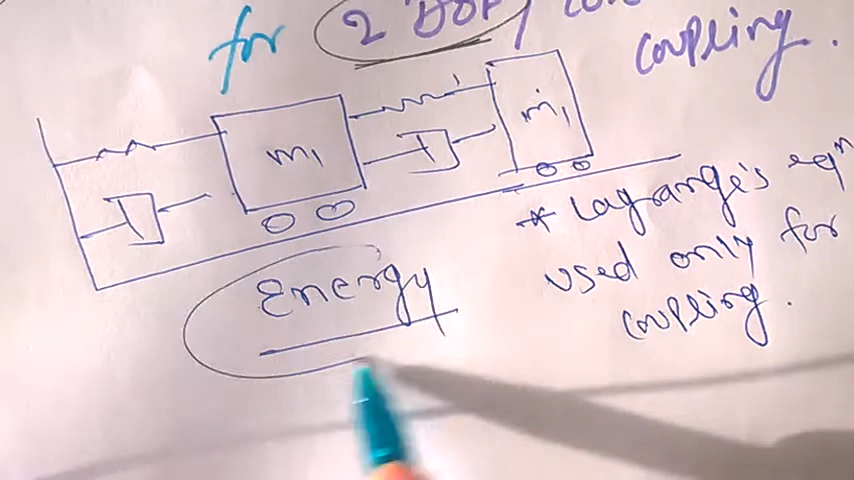 for 2 DOF /
coupling.
m1
m1
* Lagrange's eqn
used only for
coupling.
Energy